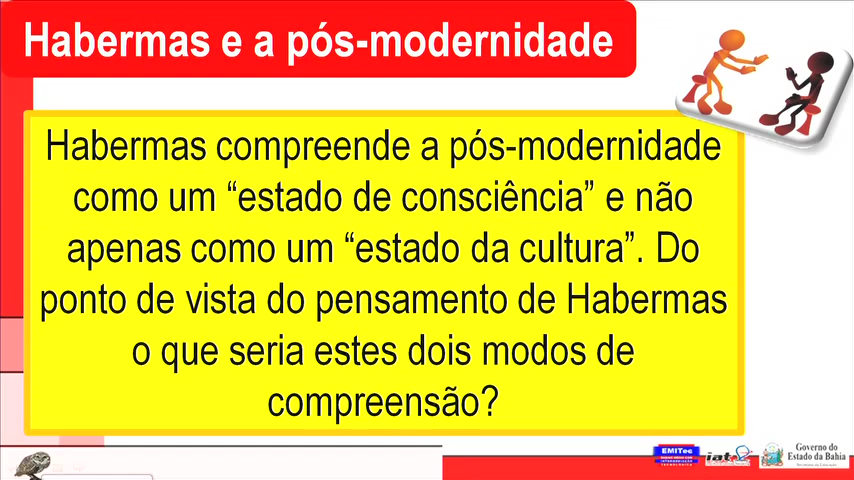 Habermas e a pós-modernidade
Habermas compreende a pós-modernidade
como um “estado de consciência” e não
apenas como um “estado da cultura”. Do
ponto de vista do pensamento de Habermas
o que seria estes dois modos de
compreensão?
EMITec
iat
Governo do
Estado da Bahia